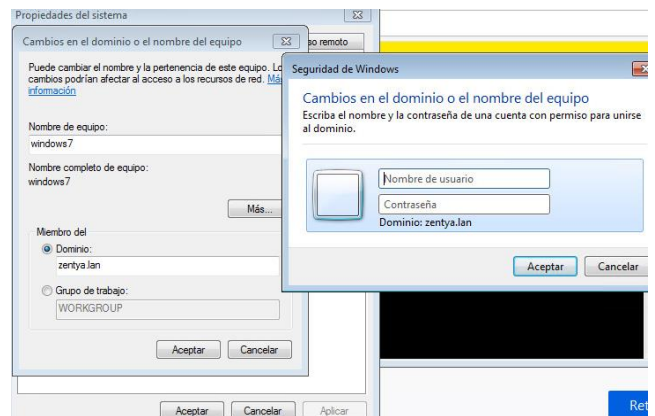 Propiedades del sistema
Cambios en el dominio o el nombre del equipo
so remoto
Puede cambiar el nombre y la pertenencia de este equipo. Lo
cambios podrían afectar al acceso a los recursos de red. Má
información
Nombre de equipo:
windows7
Nombre completo de equipo:
windows7
Más...
Miembro del
Dominio:
zentya.lan
Grupo de trabajo:
WORKGROUP
Aceptar
Cancelar
Aceptar
Cancelar
Aplicar
Seguridad de Windows
Cambios en el dominio o el nombre del equipo
Escriba el nombre y la contraseña de una cuenta con permiso para unirse
al dominio.
Nombre de usuario
Contraseña
Dominio: zentya.lan
Aceptar
Cancelar
Ret